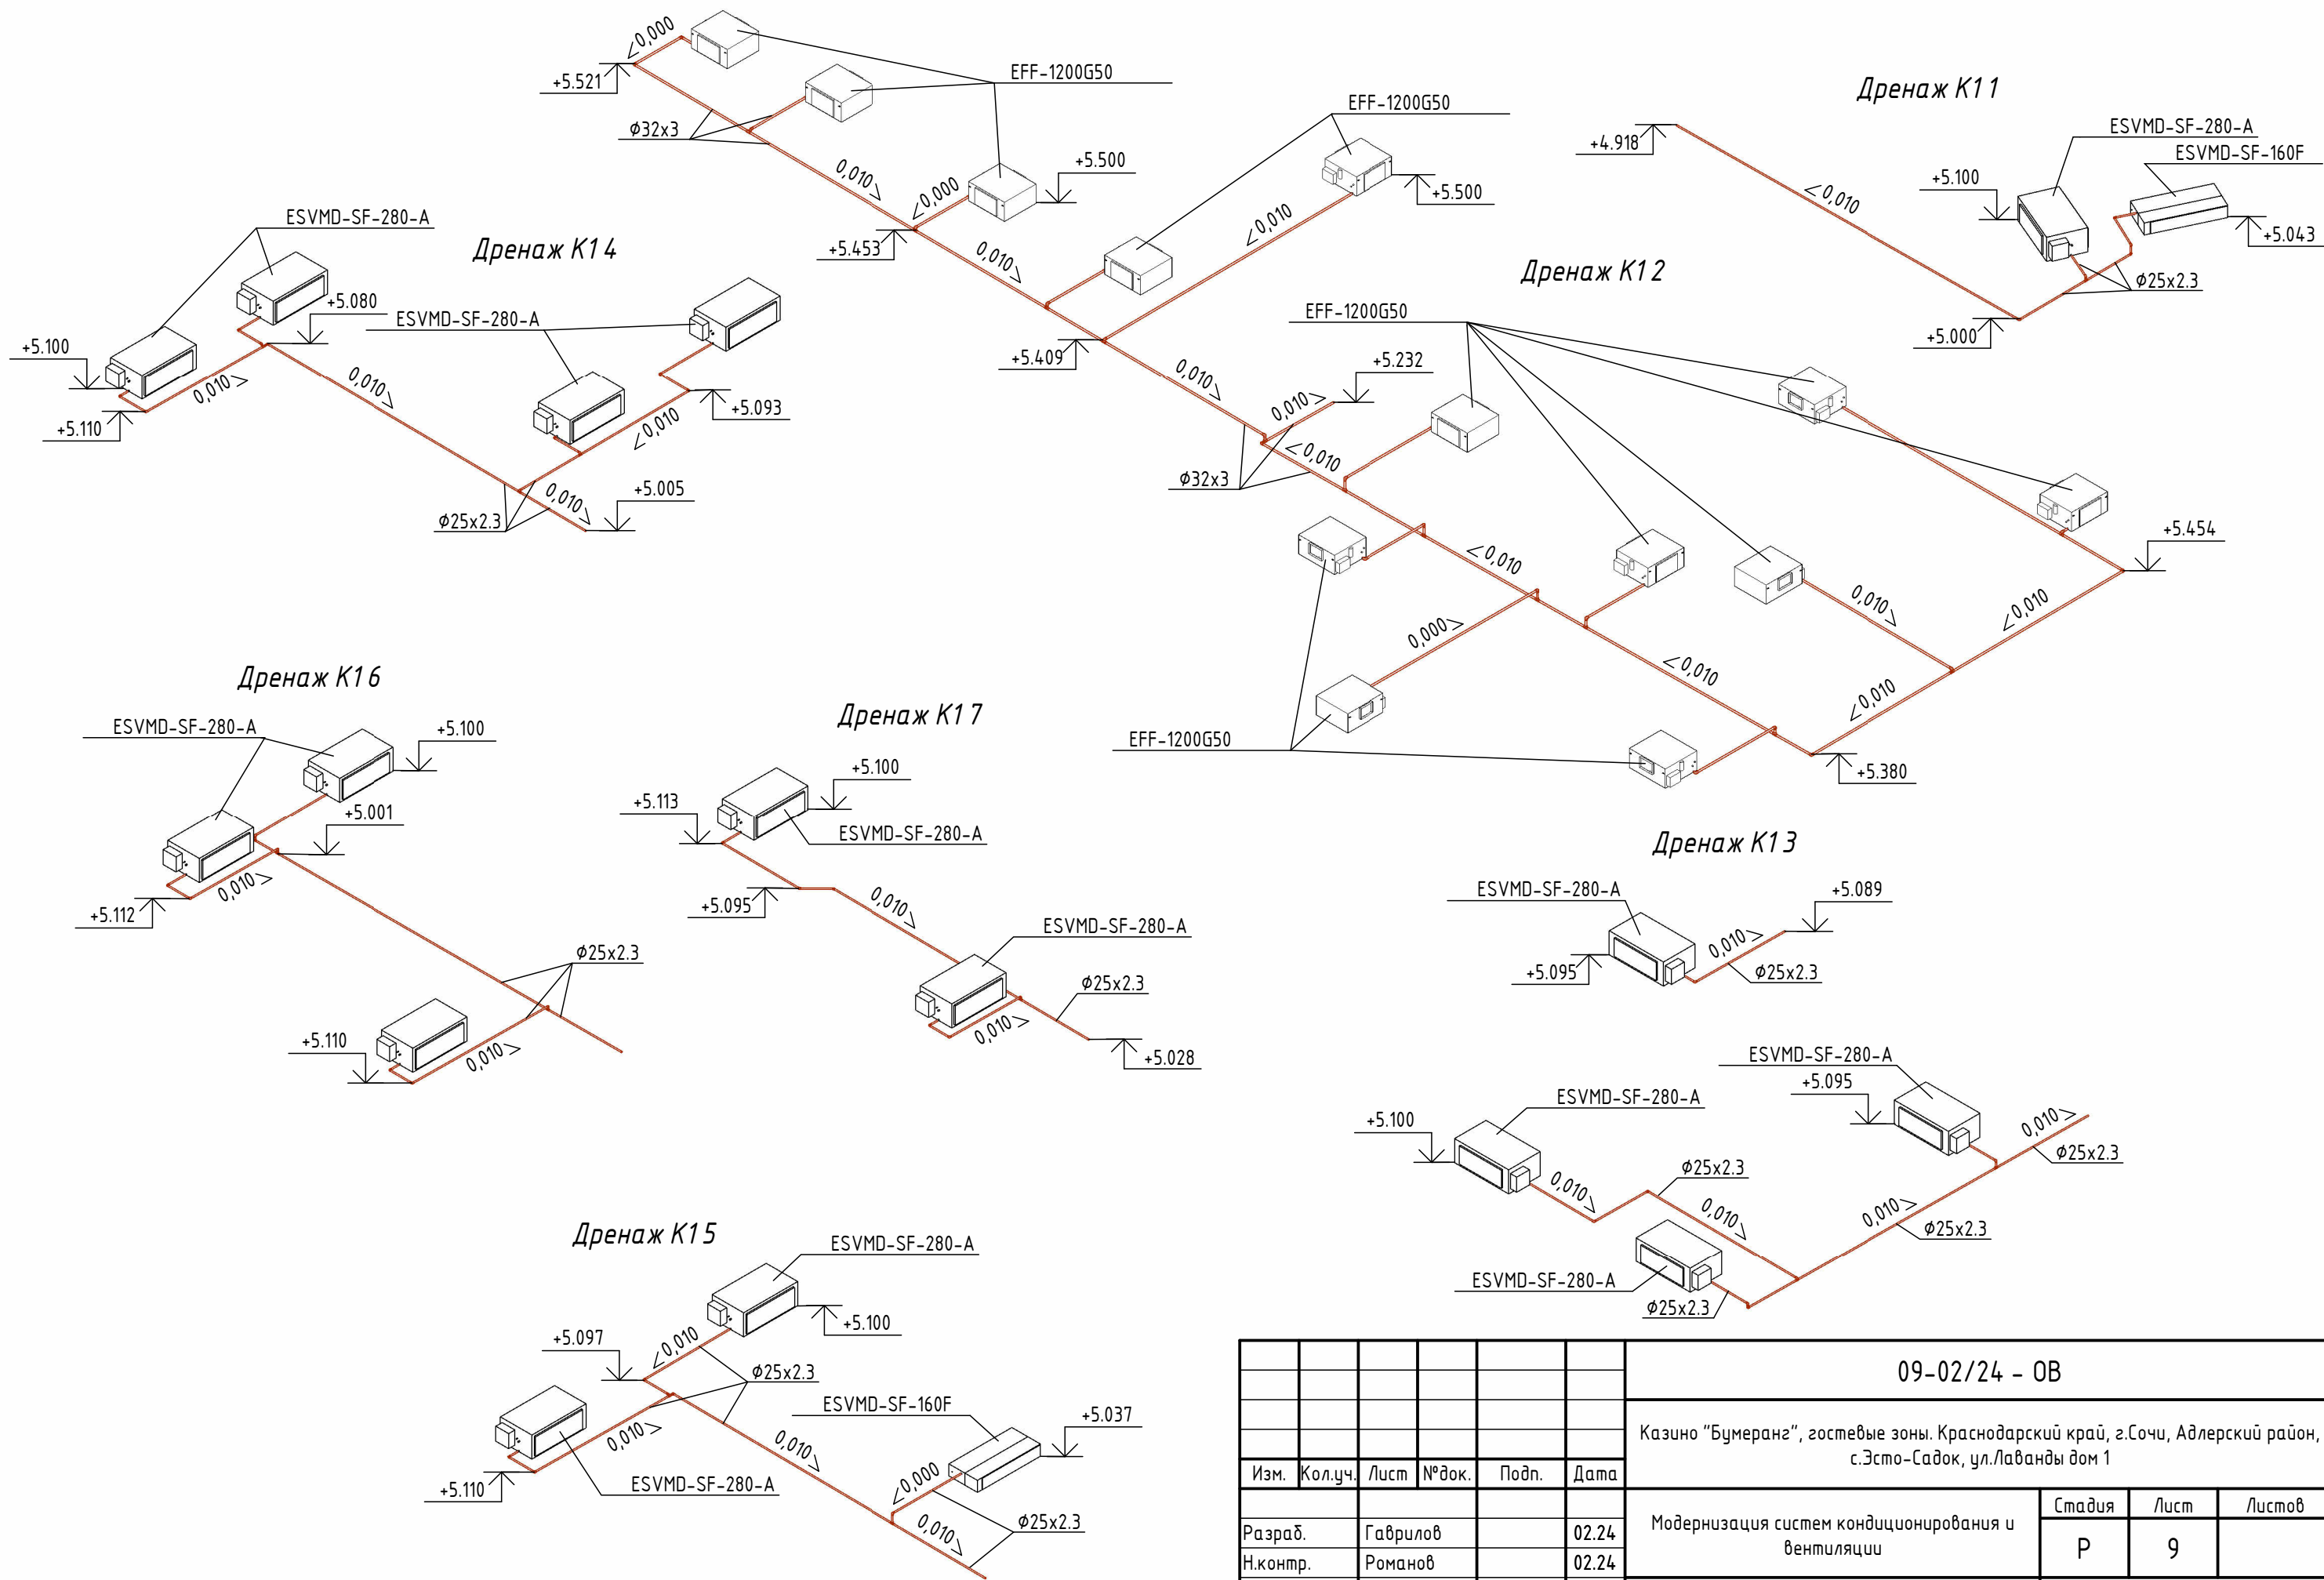 ∠0,000
+5.521
EFF-1200G50
Ø32x3
0,010>
∠0,000
+5.500
+5.453
0,010>
EFF-1200G50
+5.500
∠0,010
+5.409
Дренаж К11
+4.918
ESVMD-SF-280-A
ESVMD-SF-160F
+5.100
∠0,010
+5.043
Ø25x2.3
+5.000
Дренаж К14
ESVMD-SF-280-A
+5.080
ESVMD-SF-280-A
+5.100
0,010>
+5.110
0,010>
+5.093
∠0,010
0,010>
+5.005
Ø25x2.3
Дренаж К12
EFF-1200G50
0,010>
+5.232
0,010>
∠0,010
Ø32x3
∠0,010
+5.454
0,010>
∠0,010
0,000>
∠0,010
∠0,010
EFF-1200G50
+5.380
Дренаж К16
ESVMD-SF-280-A
+5.100
+5.001
0,010>
+5.112
Ø25x2.3
+5.110
0,010>
Дренаж К17
+5.100
+5.113
ESVMD-SF-280-A
+5.095
0,010>
ESVMD-SF-280-A
Ø25x2.3
0,010>
+5.028
Дренаж К13
ESVMD-SF-280-A
+5.089
0,010>
+5.095
Ø25x2.3
ESVMD-SF-280-A
+5.095
ESVMD-SF-280-A
+5.100
0,010>
Ø25x2.3
Ø25x2.3
0,010>
0,010>
0,010>
Ø25x2.3
ESVMD-SF-280-A
Ø25x2.3
Дренаж К15
ESVMD-SF-280-A
+5.100
+5.097
∠0,010
Ø25x2.3
ESVMD-SF-160F
+5.037
0,010>
0,010>
∠0,000
ESVMD-SF-280-A
+5.110
Ø25x2.3
0,010>
09-02/24 - ОВ
Казино "Бумеранг", гостевые зоны. Краснодарский край, г.Сочи, Адлерский район,
с.Эсто-Садок, ул.Лаванды дом 1
Изм. Кол.уч. Лист №док. Подп. Дата
Модернизация систем кондиционирования и
вентиляции
Стадия Лист Листов
Р 9
Разраб. Гаврилов 02.24
Н.контр. Романов 02.24